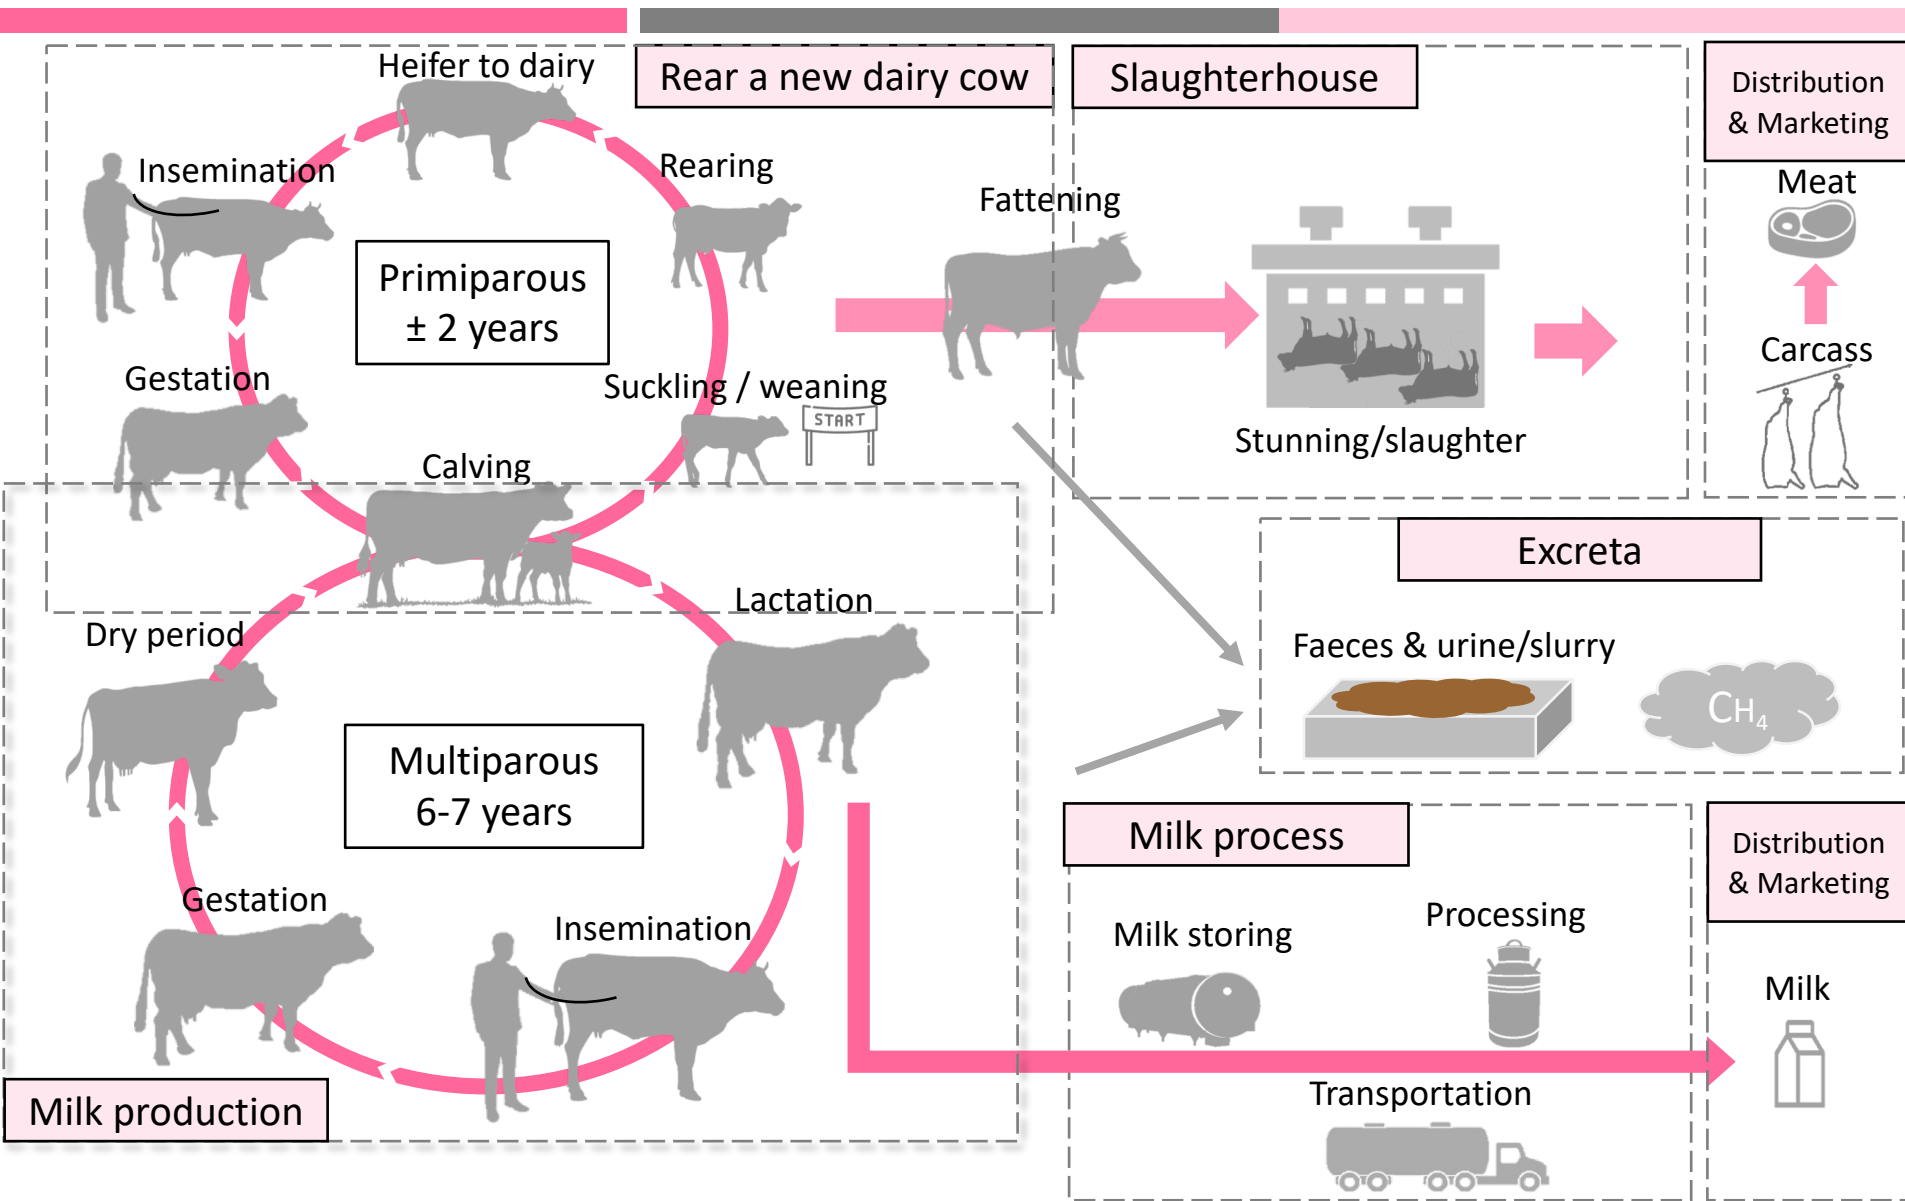 Heifer to dairy
Rear a new dairy cow
Slaughterhouse
Distribution
& Marketing
Insemination
Rearing
Fattening
Meat
Primiparous
± 2 years
Gestation
Suckling / weaning
START
Carcass
Stunning/slaughter
Calving
Excreta
Lactation
Dry period
Faeces & urine/slurry
CH₄
Multiparous
6-7 years
Milk process
Distribution
& Marketing
Gestation
Insemination
Milk storing
Processing
Milk
Milk production
Transportation